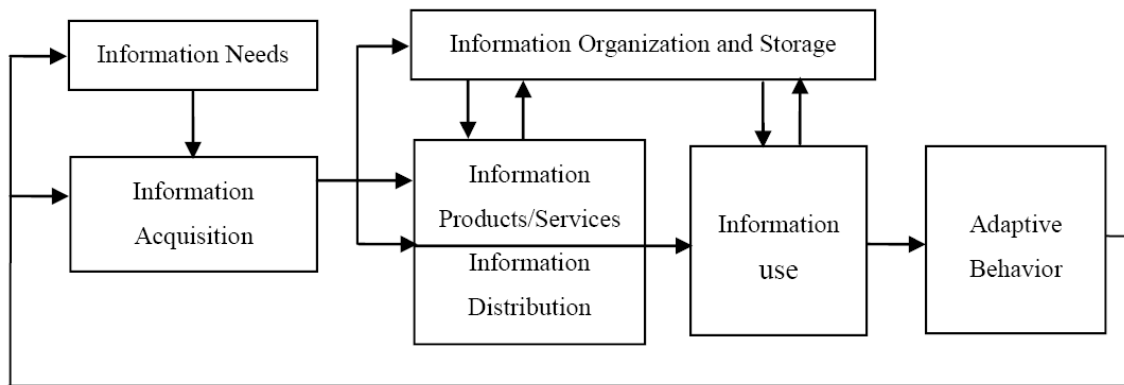 Information Needs
Information Organization and Storage
Information
Acquisition
Information
Products/Services
Information
Distribution
Information
use
Adaptive
Behavior